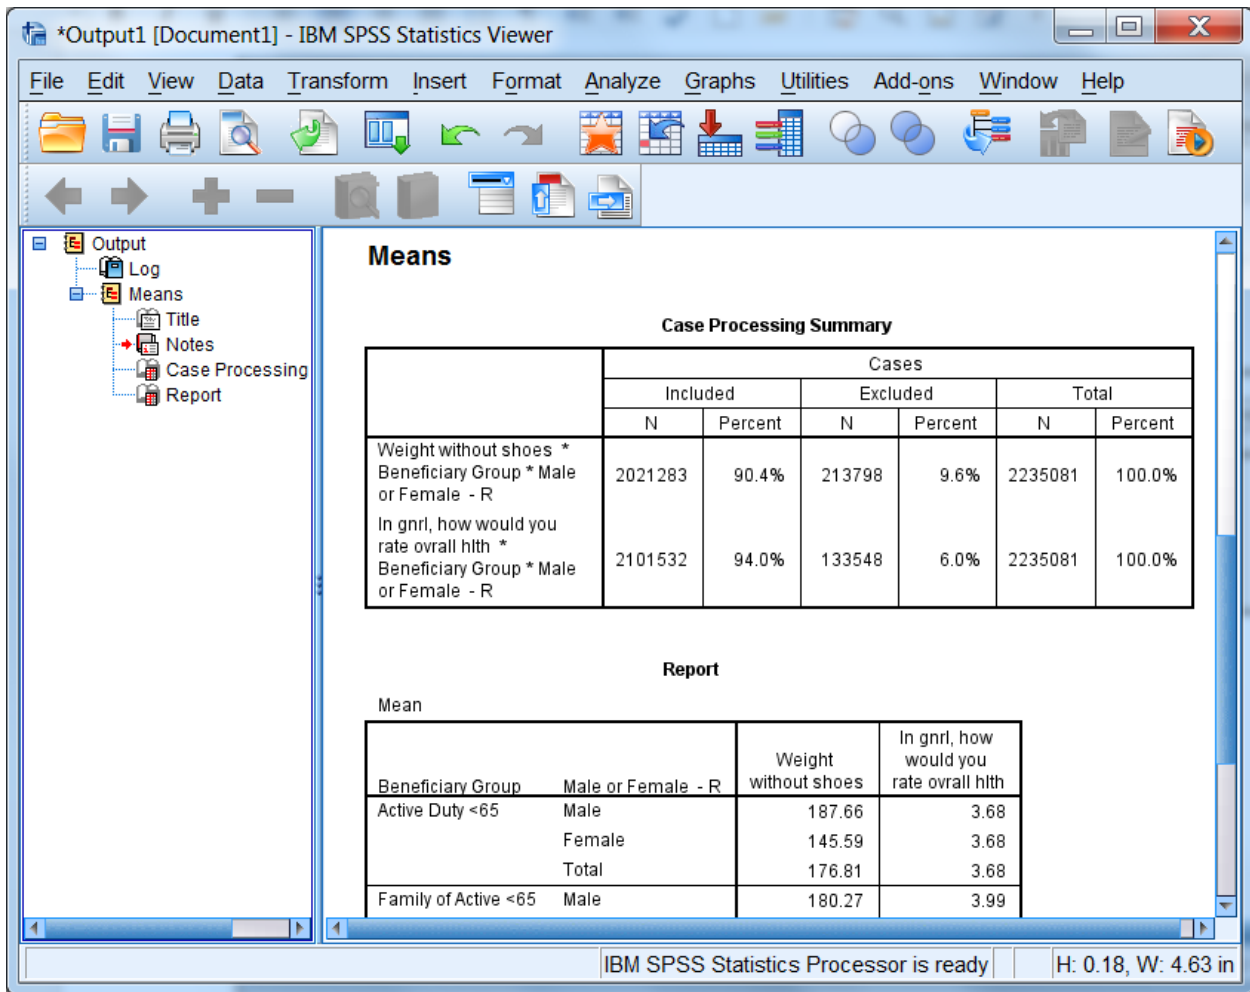 *Output1 [Document1] - IBM SPSS Statistics Viewer
File Edit View Data Transform Insert Format Analyze Graphs Utilities Add-ons Window Help
Output
Log
Means
Title
Notes
Case Processing
Report
Means
Case Processing Summary
Cases
Included Excluded Total
N Percent N Percent N Percent
Weight without shoes *
Beneficiary Group * Male
or Female - R
2021283 90.4% 213798 9.6% 2235081 100.0%
In gnrl, how would you
rate ovrall hlth *
Beneficiary Group * Male
or Female - R
2101532 94.0% 133548 6.0% 2235081 100.0%
Report
Mean
Beneficiary Group Male or Female - R
Weight
without shoes
In gnrl, how
would you
rate ovrall hlth
Active Duty <65 Male 187.66 3.68
Female 145.59 3.68
Total 176.81 3.68
Family of Active <65 Male 180.27 3.99
IBM SPSS Statistics Processor is ready H: 0.18, W: 4.63 in